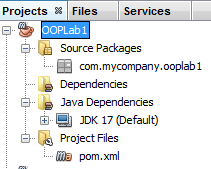 Projects Files Services
OOPLab1
Source Packages
com.mycompany.ooplab1
Dependencies
Java Dependencies
JDK 17 (Default)
Project Files
pom.xml